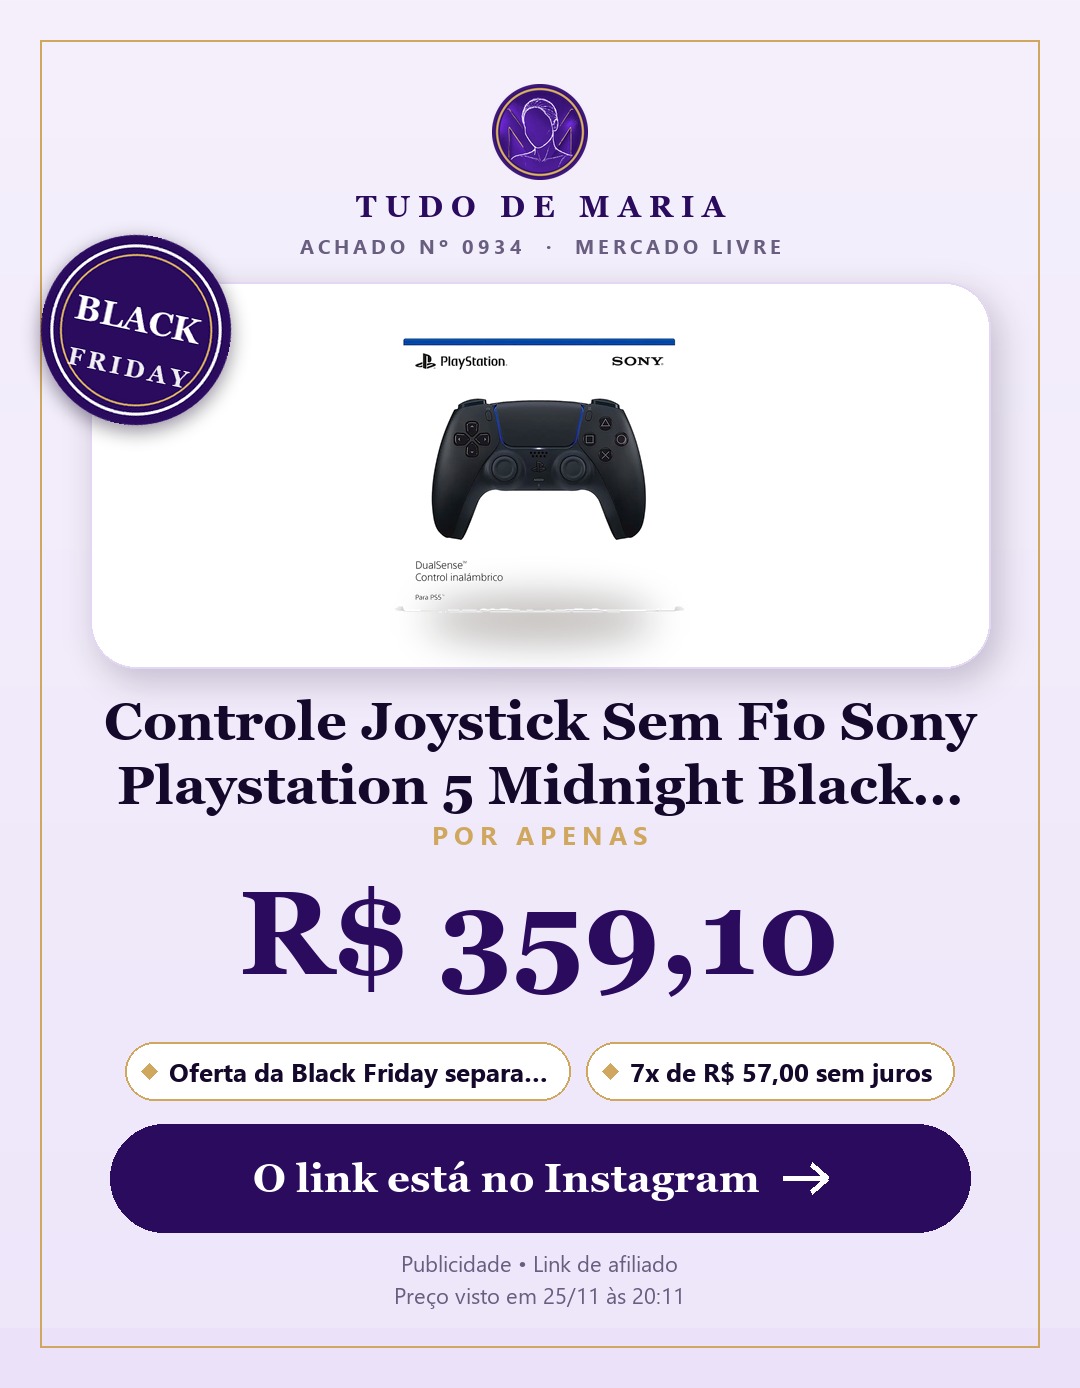 TUDO DE MARIA
ACHADO Nº 0934 · MERCADO LIVRE
BLACK
FRIDAY
PlayStation
SONY
DualSense™
Control inalámbrico
Para PS5™
Controle Joystick Sem Fio Sony
Playstation 5 Midnight Black...
POR APENAS
R$ 359,10
Oferta da Black Friday separa...
7x de R$ 57,00 sem juros
O link está no Instagram →
Publicidade • Link de afiliado
Preço visto em 25/11 às 20:11